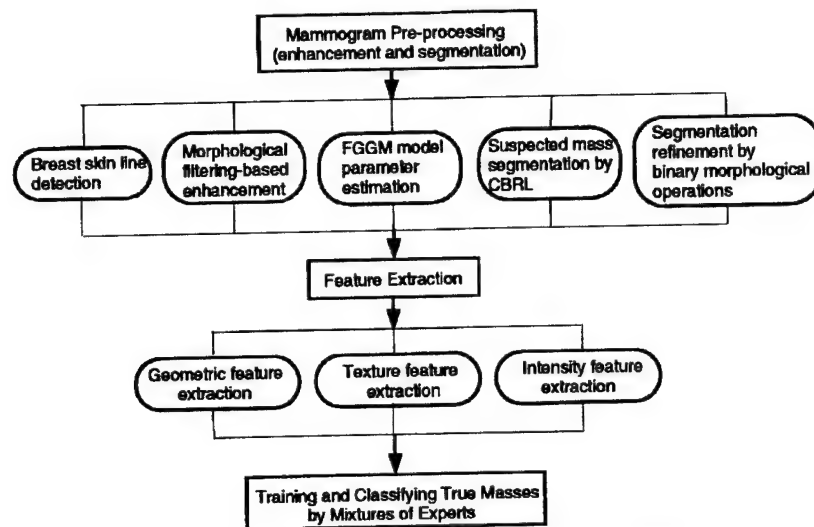 Mammogram Pre-processing
(enhancement and segmentation)
Breast skin line
detection
Morphological
filtering-based
enhancement
FGGM model
parameter
estimation
Suspected mass
segmentation by
CBRL
Segmentation
refinement by
binary morphological
operations
Feature Extraction
Geometric feature
extraction
Texture feature
extraction
Intensity feature
extraction
Training and Classifying True Masses
by Mixtures of Experts